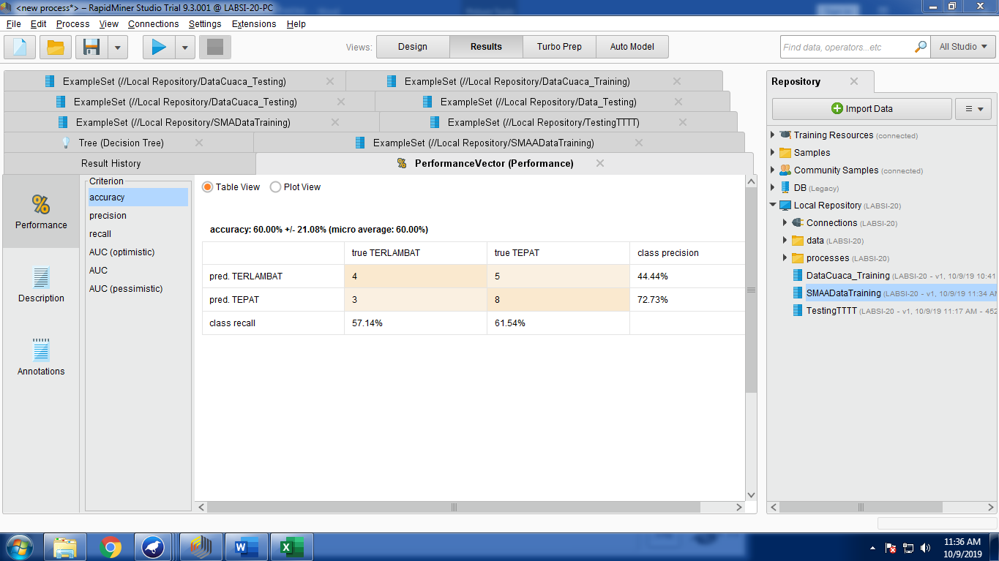 <new process*> – RapidMiner Studio Trial 9.3.001 @ LABSI-20-PC
File Edit Process View Connections Settings Extensions Help
Views: Design Results Turbo Prep Auto Model
Find data, operators...etc
All Studio
ExampleSet (///Local Repository/DataCuaca_Testing)
ExampleSet (///Local Repository/DataCuaca_Training)
ExampleSet (///Local Repository/DataCuaca_Testing)
ExampleSet (///Local Repository/Data_Testing)
ExampleSet (///Local Repository/SMADataTraining)
ExampleSet (///Local Repository/TestingTTTT)
Tree (Decision Tree)
ExampleSet (///Local Repository/SMAADataTraining)
Result History
PerformanceVector (Performance)
%
Performance
Description
Annotations
Criterion
accuracy
precision
recall
AUC (optimistic)
AUC
AUC (pessimistic)
Table View Plot View
accuracy: 60.00% +/- 21.08% (micro average: 60.00%)
true TERLAMBAT true TEPAT class precision
pred. TERLAMBAT 4 5 44.44%
pred. TEPAT 3 8 72.73%
class recall 57.14% 61.54%
Repository
Import Data
Training Resources (connected)
Samples
Community Samples (connected)
DB (Legacy)
Local Repository (LABSI-20)
Connections (LABSI-20)
data (LABSI-20)
processes (LABSI-20)
DataCuaca_Training (LABSI-20 - v1, 10/9/19 10:41
SMAADataTraining (LABSI-20 - v1, 10/9/19 11:34 AM
TestingTTTT (LABSI-20 - v1, 10/9/19 11:17 AM - 452
11:36 AM
10/9/2019